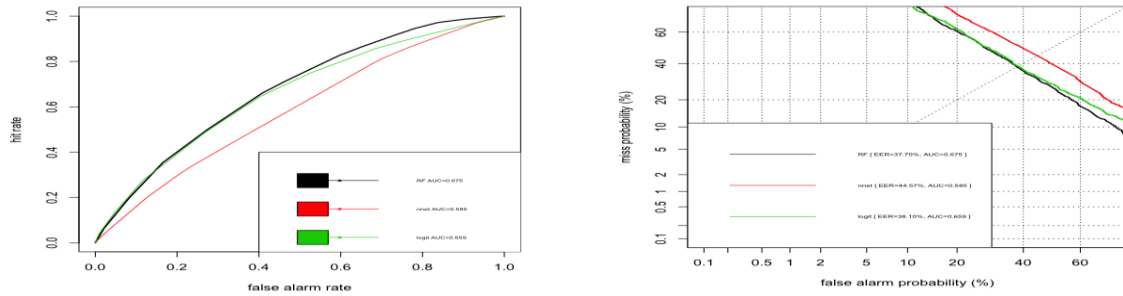 hit rate
1.0
0.8
0.6
0.4
0.2
0.0
RF AUC=0.675
nnet AUC=0.585
logit AUC=0.659
0.0 0.2 0.4 0.6 0.8 1.0
false alarm rate
miss probability (%)
60
40
20
10
5
2
1
0.5
0.1
RF [ EER=37.70%, AUC=0.675 ]
nnet [ EER=44.57%, AUC=0.585 ]
logit [ EER=38.10%, AUC=0.659 ]
0.1 0.5 1 2 5 10 20 40 60
false alarm probability (%)